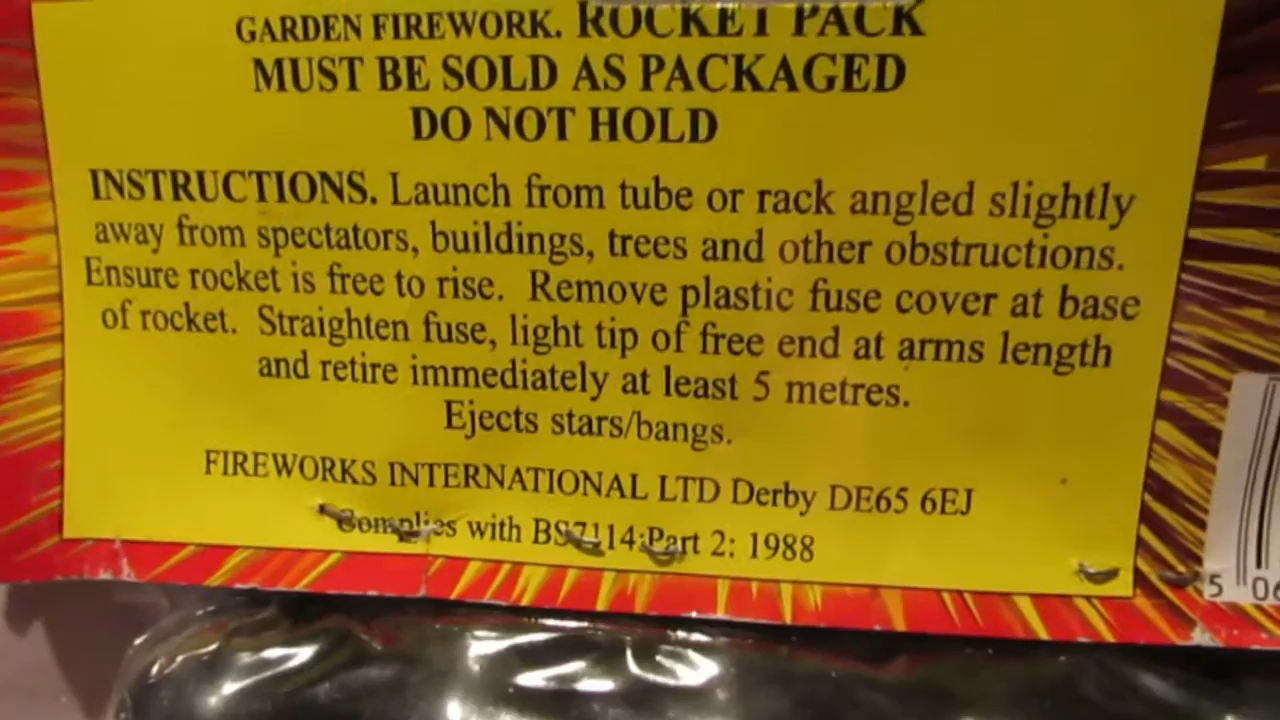 GARDEN FIREWORK. ROCKET PACK
MUST BE SOLD AS PACKAGED
DO NOT HOLD
INSTRUCTIONS. Launch from tube or rack angled slightly
away from spectators, buildings, trees and other obstructions.
Ensure rocket is free to rise. Remove plastic fuse cover at base
of rocket. Straighten fuse, light tip of free end at arms length
and retire immediately at least 5 metres.
Ejects stars/bangs.
FIREWORKS INTERNATIONAL LTD Derby DE65 6EJ
Complies with BS7114:Part 2: 1988
5 06